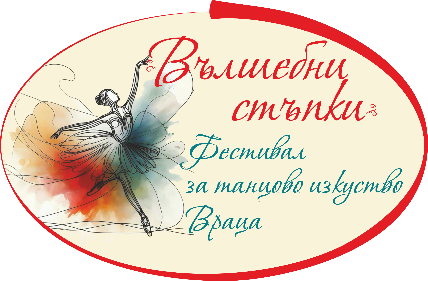 Вълшебни
стъпки
Фестивал
за танцово изкуство
Враца